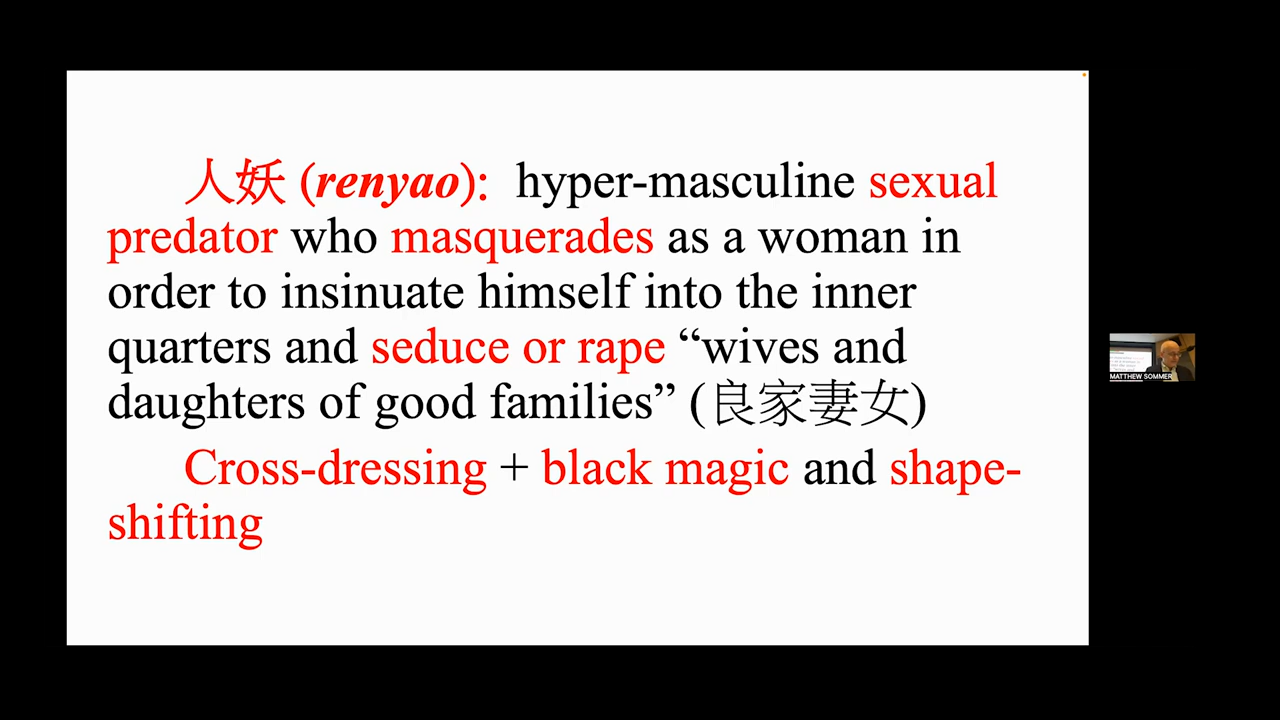 人妖 (renyao): hyper-masculine sexual
predator who masquerades as a woman in
order to insinuate himself into the inner
quarters and seduce or rape “wives and
daughters of good families” (良家妻女)
Cross-dressing + black magic and shape-
shifting
MATTHEW SOMMER